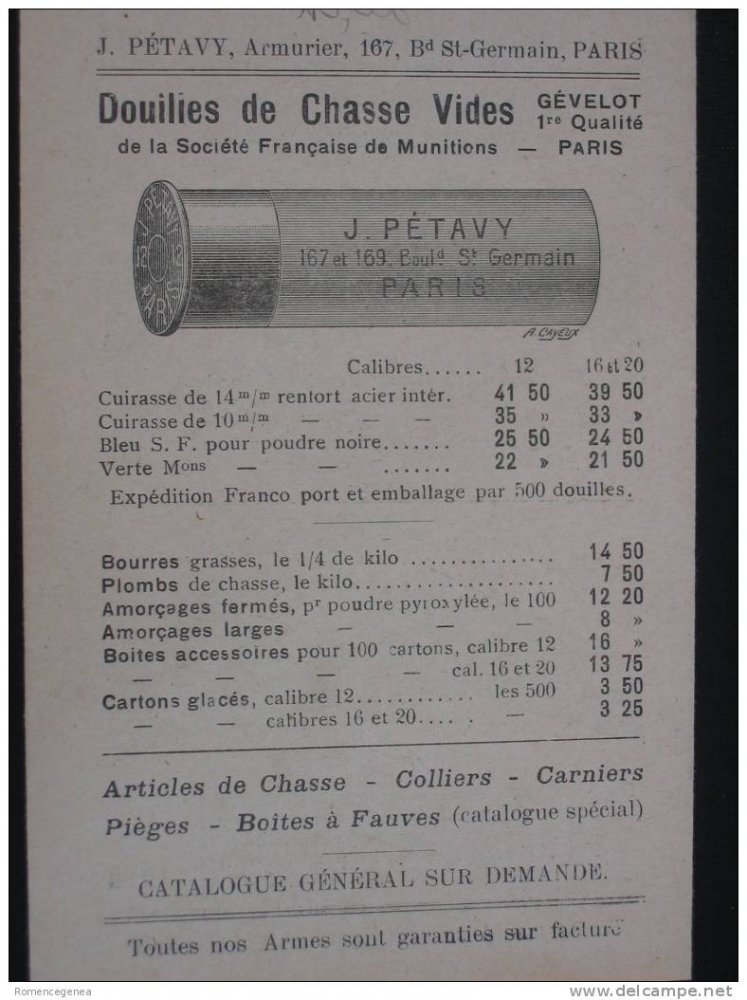 J. PÉTAVY, Armurier, 167, Bd St-Germain, PARIS
Douilles de Chasse Vides GÉVELOT
1re Qualité
de la Société Française de Munitions — PARIS
J. PÉTAVY
12 12
PARIS
J. PÉTAVY
167 et 169. Bould St Germain
PARIS
A. CAYEUX
Calibres...... 12 16 et 20
Cuirasse de 14 m/m renfort acier intér. 41 50 39 50
Cuirasse de 10 m/m — — — 35 » 33 »
Bleu S. F. pour poudre noire....... 25 50 24 50
Verte Mons — — ....... 22 » 21 50
Expédition Franco port et emballage par 500 douilles.
Bourres grasses, le 1/4 de kilo ............... 14 50
Plombs de chasse, le kilo..................... 7 50
Amorçages fermés, pr poudre pyroxylée, le 100 12 20
Amorçages larges — — — 8 »
Boites accessoires pour 100 cartons, calibre 12 16 »
— — — — cal. 16 et 20 13 75
Cartons glacés, calibre 12............ les 500 3 50
— — calibres 16 et 20..... . — 3 25
Articles de Chasse - Colliers - Carniers
Pièges - Boîtes à Fauves (catalogue spécial)
CATALOGUE GÉNÉRAL SUR DEMANDE.
Toutes nos Armes sont garanties sur facture
Romencegenea
www.delcampe.net